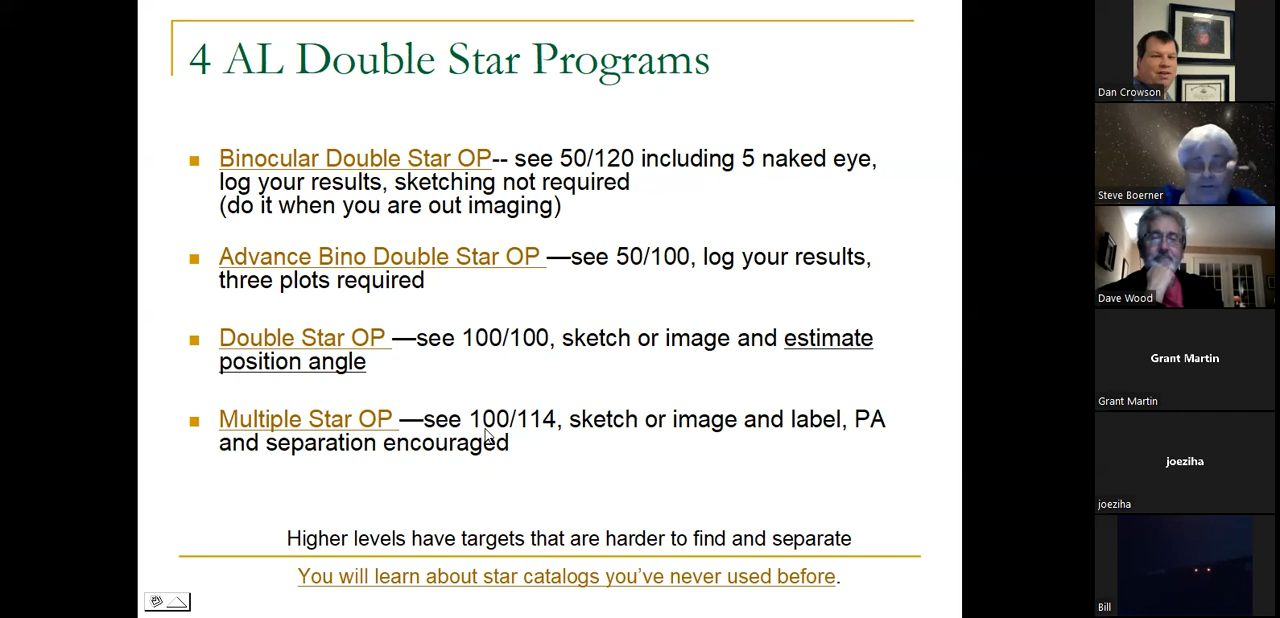 4 AL Double Star Programs
Binocular Double Star OP-- see 50/120 including 5 naked eye,
log your results, sketching not required
(do it when you are out imaging)
Advance Bino Double Star OP —see 50/100, log your results,
three plots required
Double Star OP —see 100/100, sketch or image and estimate
position angle
Multiple Star OP —see 100/114, sketch or image and label, PA
and separation encouraged
Higher levels have targets that are harder to find and separate
You will learn about star catalogs you've never used before.
Dan Crowson
Steve Boerner
Dave Wood
Grant Martin
Grant Martin
joeziha
joeziha
Bill